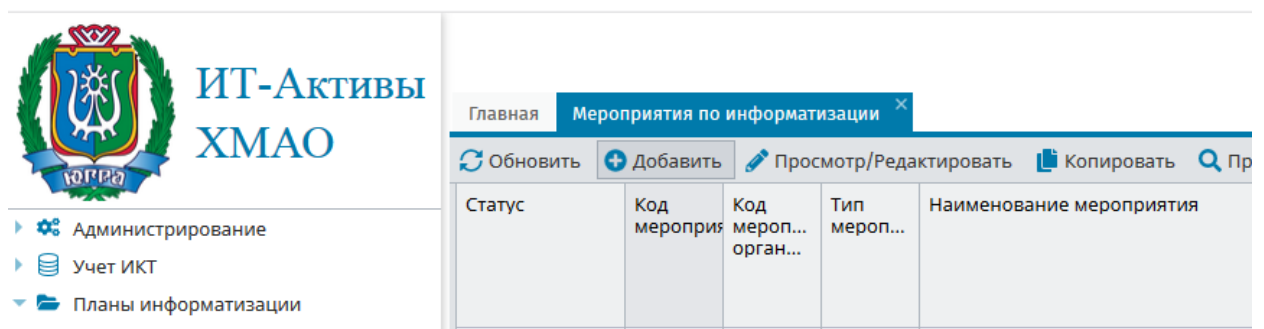 ИТ-Активы
ХМАО
ЮГРА
Администрирование
Учет ИКТ
Планы информатизации
Главная Мероприятия по информатизации ×
Обновить Добавить Просмотр/Редактировать Копировать Пр
Статус Код Код Тип Наименование мероприятия
мероприя мероп... мероп...
орган...